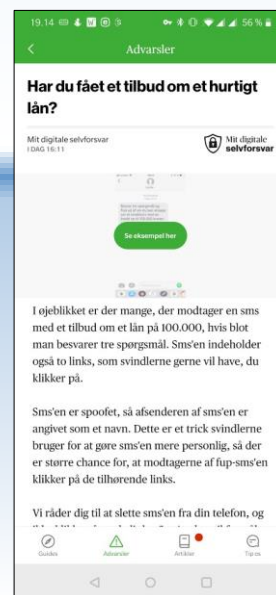 19.14
56 %
Advarsler
Har du fået et tilbud om et hurtigt
lån?
Mit digitale selvforsvar
I DAG 16:11
Mit digitale
selvforsvar
Se eksempel her
I øjeblikket er der mange, der modtager en sms
med et tilbud om et lån på 100.000, hvis blot
man besvarer tre spørgsmål. Sms'en indeholder
også to links, som svindlerne gerne vil have, du
klikker på.
Sms'en er spoofet, så afsenderen af sms'en er
angivet som et navn. Dette er et trick svindlerne
bruger for at gøre sms'en mere personlig, så der
er større chance for, at modtagerne af fup-sms'en
klikker på de tilhørende links.
Vi råder dig til at slette sms'en fra din telefon, og
Guides
Advarsler
Artikler
Tip os